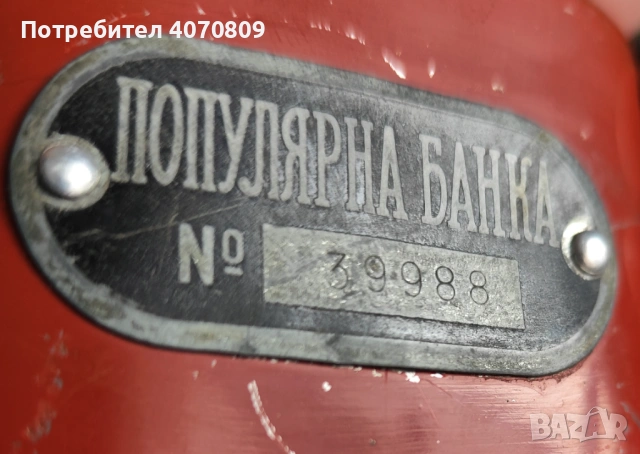 Потребител 4070809
ПОПУЛЯРНА БАНКА
№ 39988
BAZAR